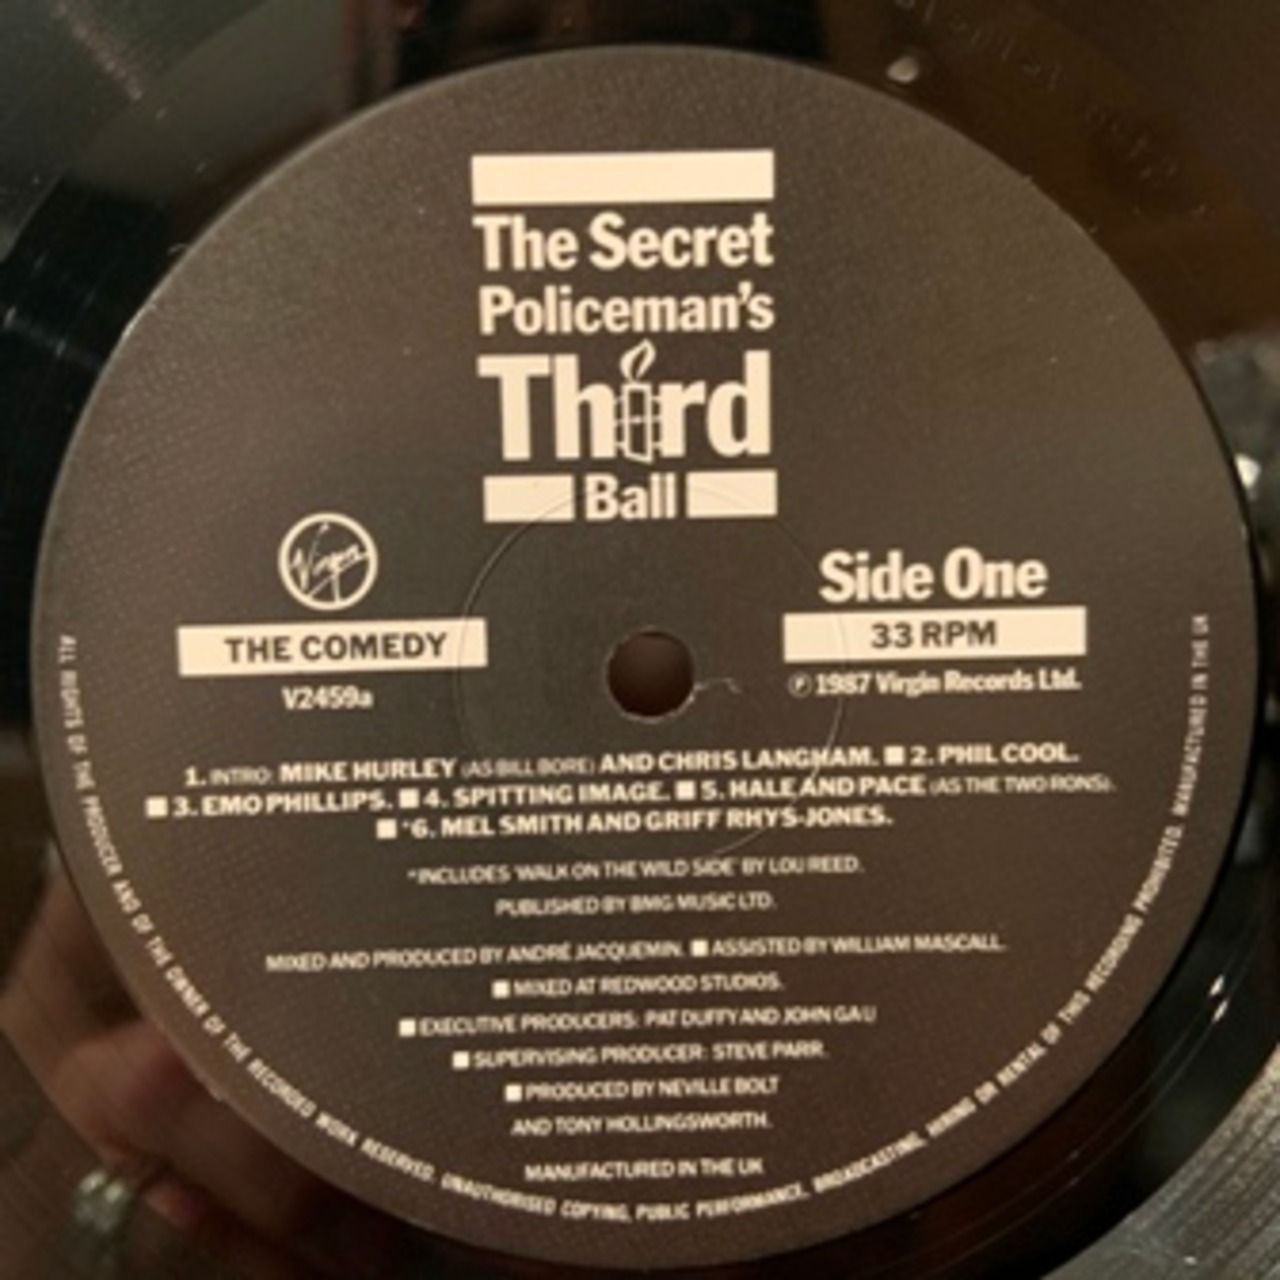 The Secret
Policeman's
Third
Ball
Virgin
THE COMEDY
V2459a
Side One
33 RPM
℗ 1987 Virgin Records Ltd.
1. INTRO: MIKE HURLEY (AS BILL BORE) AND CHRIS LANGHAM. ■ 2. PHIL COOL.
■ 3. EMO PHILLIPS. ■ 4. SPITTING IMAGE. ■ 5. HALE AND PACE (AS THE TWO RONS).
■ *6. MEL SMITH AND GRIFF RHYS-JONES.
*INCLUDES 'WALK ON THE WILD SIDE' BY LOU REED.
PUBLISHED BY BMG MUSIC LTD.
MIXED AND PRODUCED BY ANDRÉ JACQUEMIN. ■ ASSISTED BY WILLIAM MASCALL.
■ MIXED AT REDWOOD STUDIOS.
■ EXECUTIVE PRODUCERS: PAT DUFFY AND JOHN GAU
■ SUPERVISING PRODUCER: STEVE PARR.
■ PRODUCED BY NEVILLE BOLT
AND TONY HOLLINGSWORTH.
MANUFACTURED IN THE UK
ALL RIGHTS OF THE PRODUCER AND OF THE OWNER OF THE RECORDED WORK RESERVED. UNAUTHORISED COPYING, PUBLIC PERFORMANCE, BROADCASTING, HIRING OR RENTAL OF THIS RECORDING PROHIBITED. MANUFACTURED IN THE UK